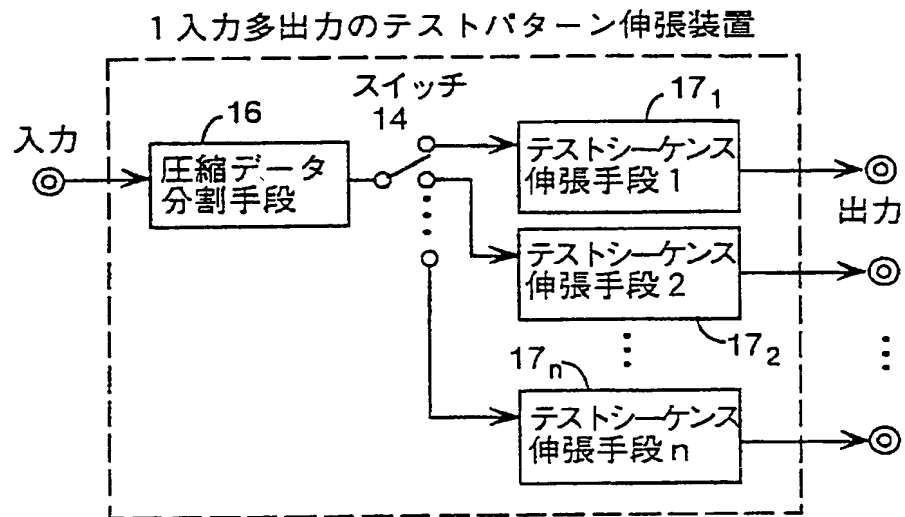 1入力多出力のテストパターン伸張装置
入力
16
圧縮データ
分割手段
スイッチ
14
17₁
テストシーケンス
伸張手段1
出力
テストシーケンス
伸張手段2
17₂
17ₙ
テストシーケンス
伸張手段n